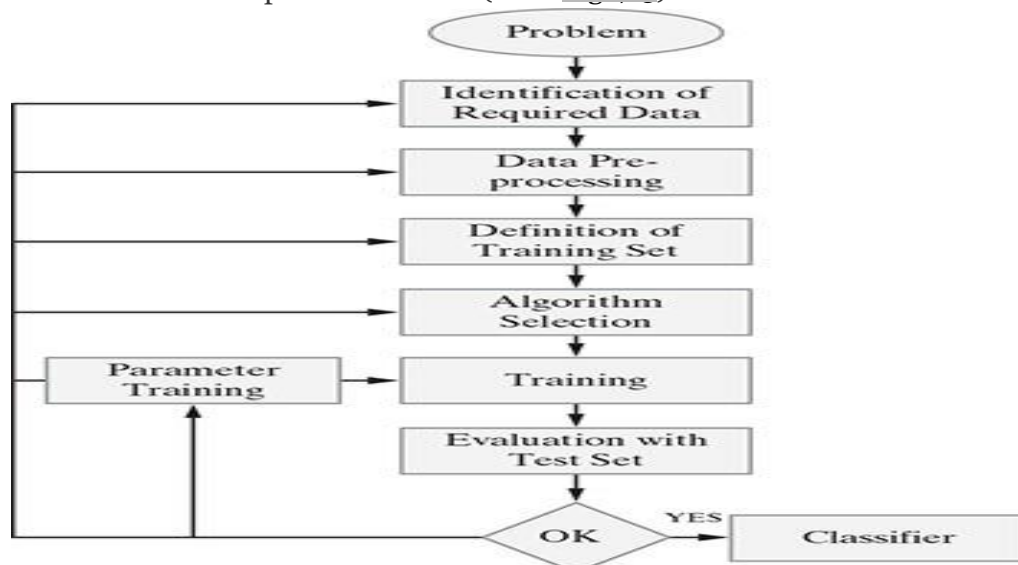 Problem
Identification of
Required Data
Data Pre-
processing
Definition of
Training Set
Algorithm
Selection
Parameter
Training
Training
Evaluation with
Test Set
OK
YES
Classifier